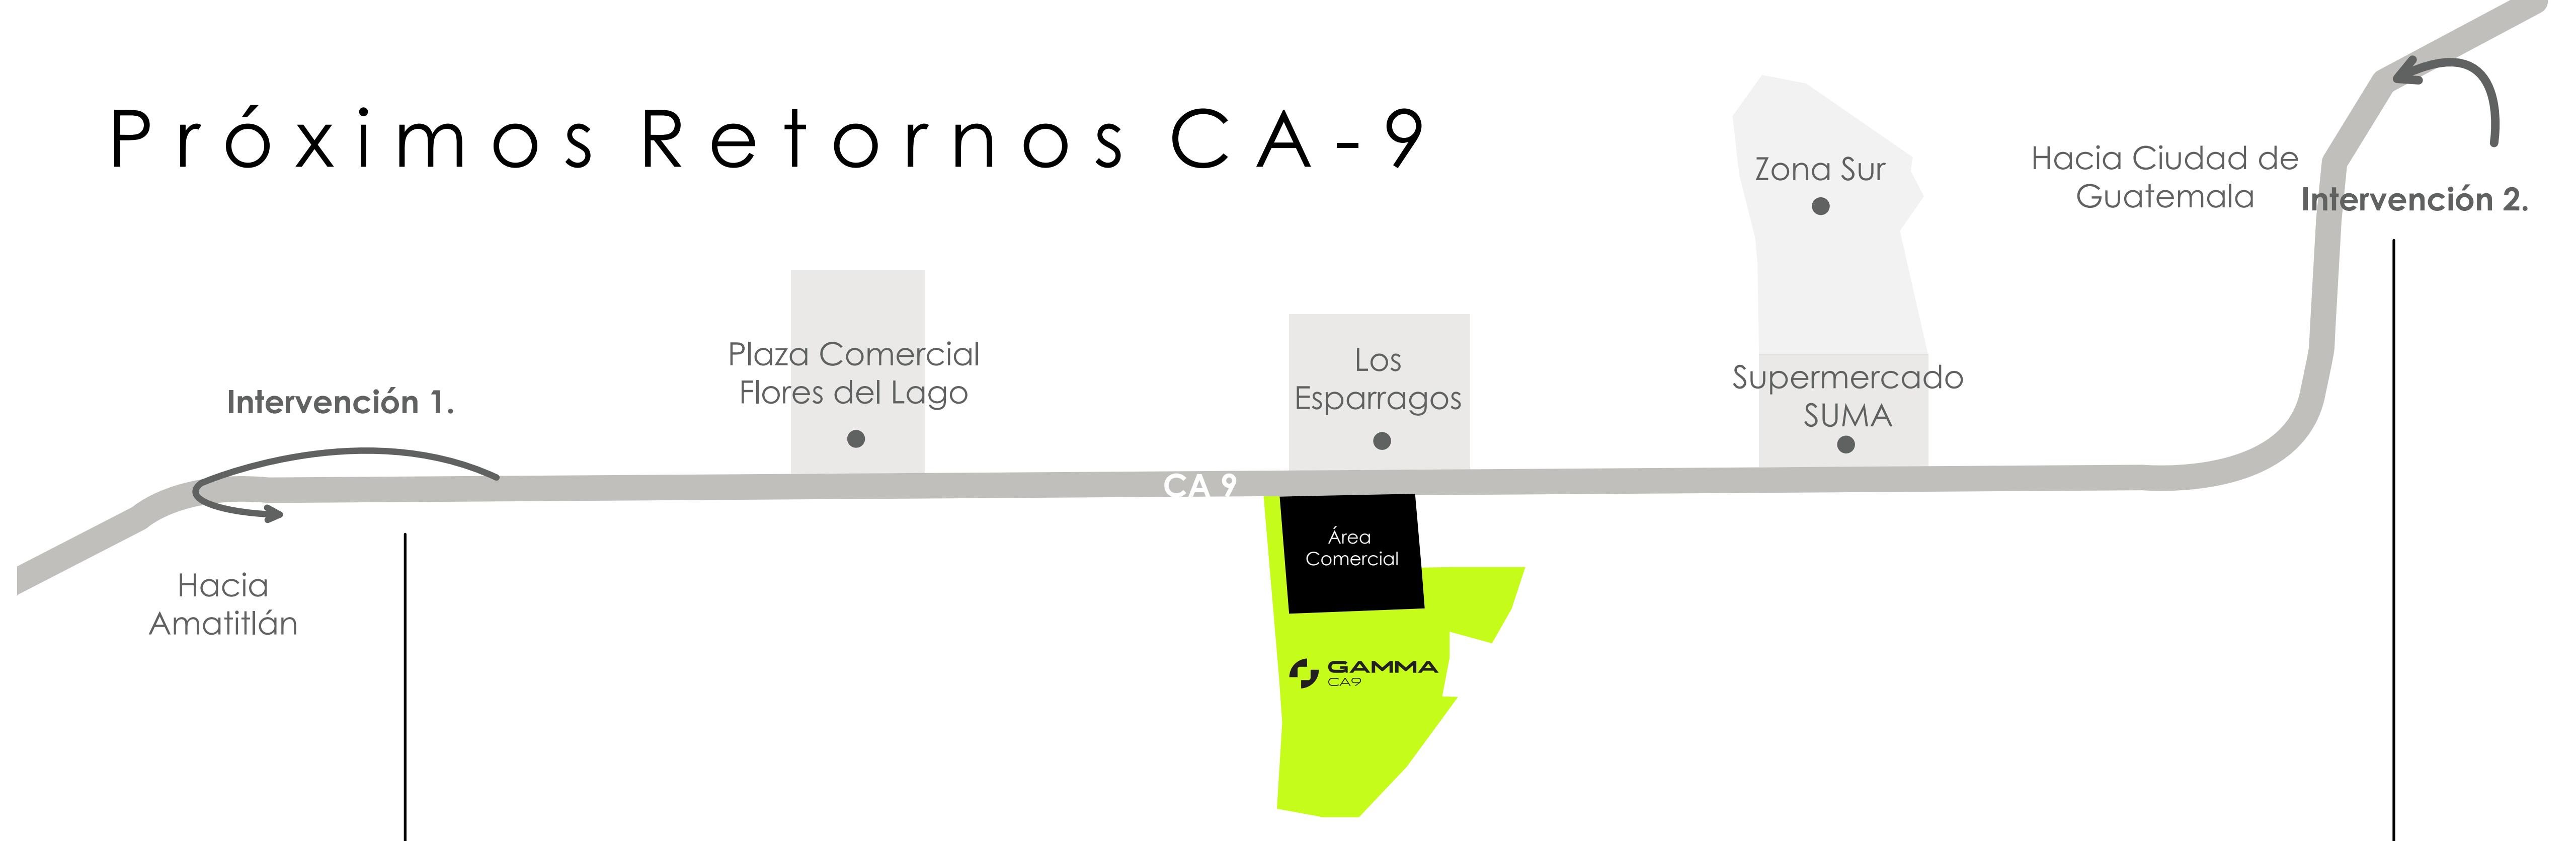 Próximos Retornos CA-9
Zona Sur
Hacia Ciudad de
Guatemala
Intervención 2.
Plaza Comercial
Flores del Lago
Los
Esparragos
Supermercado
SUMA
Intervención 1.
CA 9
Área
Comercial
Hacia
Amatitlán
GAMMA
CA9